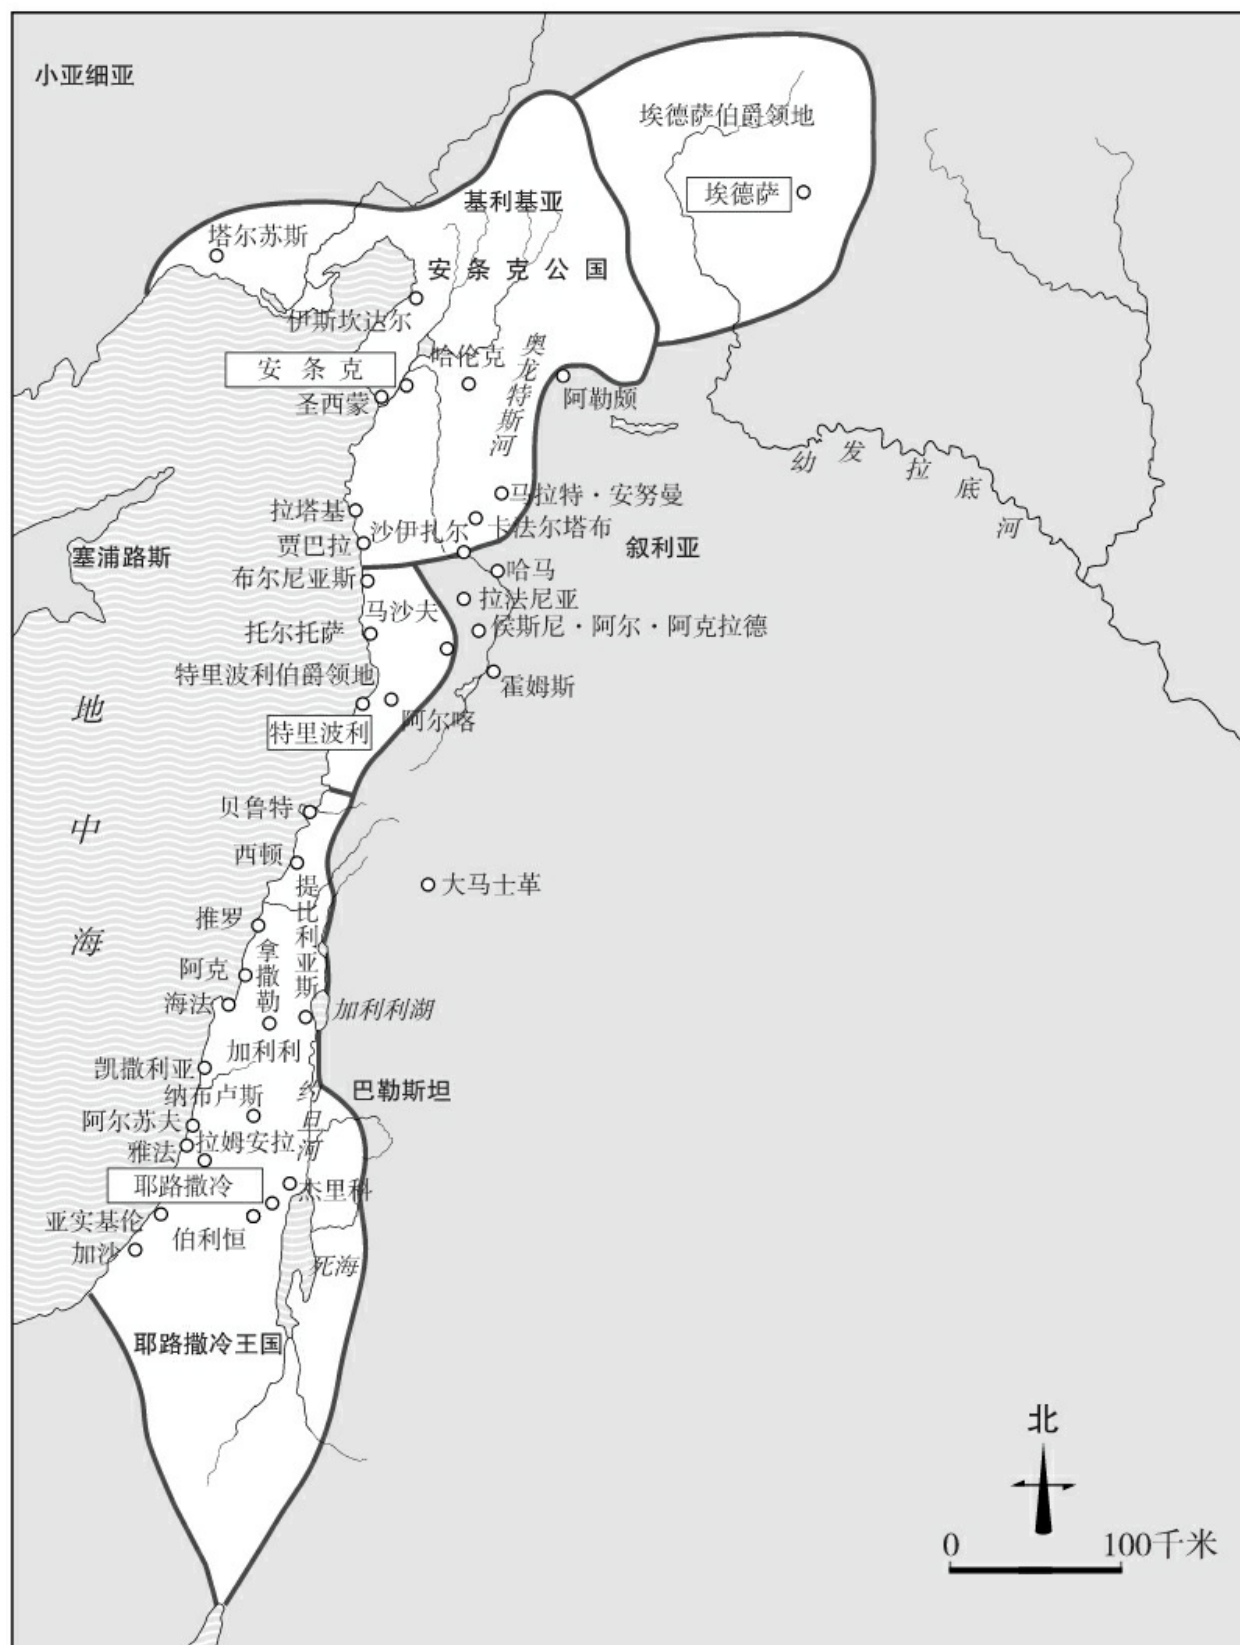 小亚细亚
埃德萨伯爵领地
埃德萨
基利基亚
塔尔苏斯
安条克公国
伊斯坎达尔
安条克
哈伦克
奥龙特斯河
圣西蒙
阿勒颇
幼发拉底河
马拉特·安努曼
拉塔基
沙伊扎尔
卡法尔塔布
贾巴拉
叙利亚
塞浦路斯
布尔尼亚斯
哈马
马沙夫
拉法尼亚
托尔托萨
侯斯尼·阿尔·阿克拉德
特里波利伯爵领地
霍姆斯
地中海
阿尔喀
特里波利
贝鲁特
西顿
提比利亚斯
大马士革
推罗
拿撒勒
阿克
海法
加利利湖
加利利
凯撒利亚
纳布卢斯
约旦河
巴勒斯坦
阿尔苏夫
拉姆安拉
雅法
耶路撒冷
杰里科
亚实基伦
伯利恒
加沙
死海
耶路撒冷王国
北
0
100千米